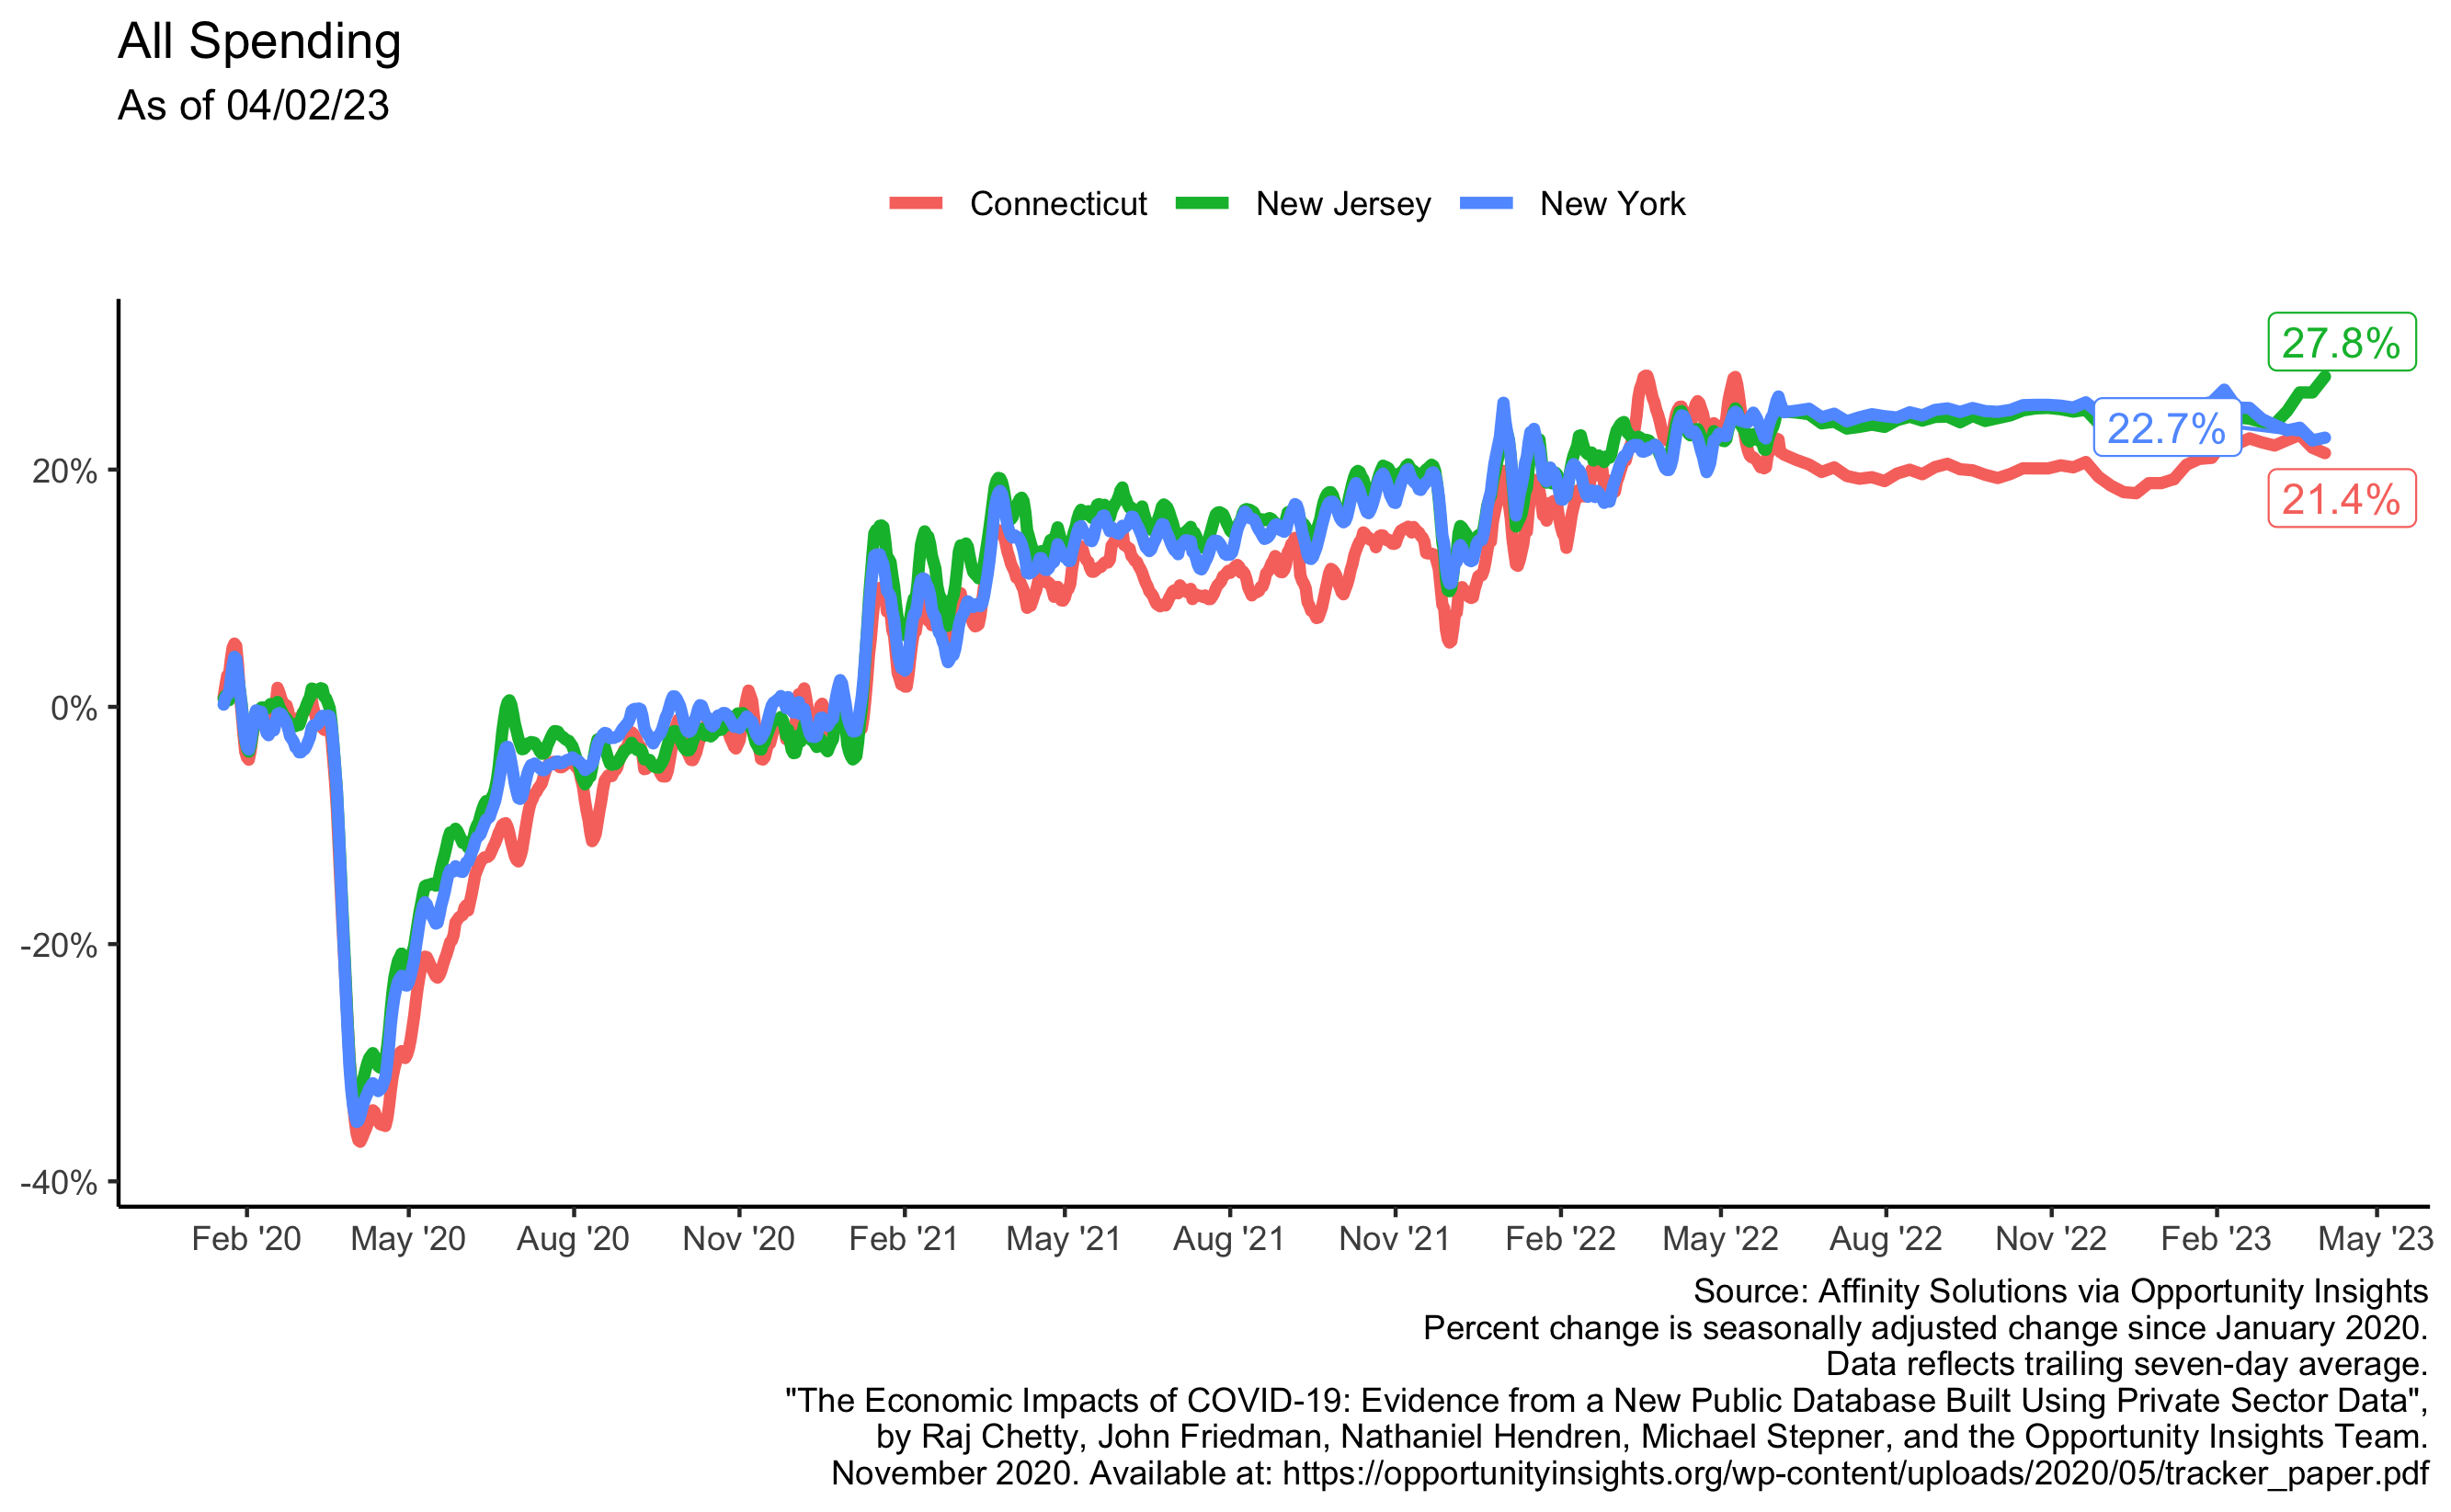 All Spending
As of 04/02/23
Connecticut New Jersey New York
27.8%
22.7%
21.4%
20%
0%
-20%
-40%
Feb '20 May '20 Aug '20 Nov '20 Feb '21 May '21 Aug '21 Nov '21 Feb '22 May '22 Aug '22 Nov '22 Feb '23 May '23
Source: Affinity Solutions via Opportunity Insights
Percent change is seasonally adjusted change since January 2020.
Data reflects trailing seven-day average.
"The Economic Impacts of COVID-19: Evidence from a New Public Database Built Using Private Sector Data",
by Raj Chetty, John Friedman, Nathaniel Hendren, Michael Stepner, and the Opportunity Insights Team.
November 2020. Available at: https://opportunityinsights.org/wp-content/uploads/2020/05/tracker_paper.pdf